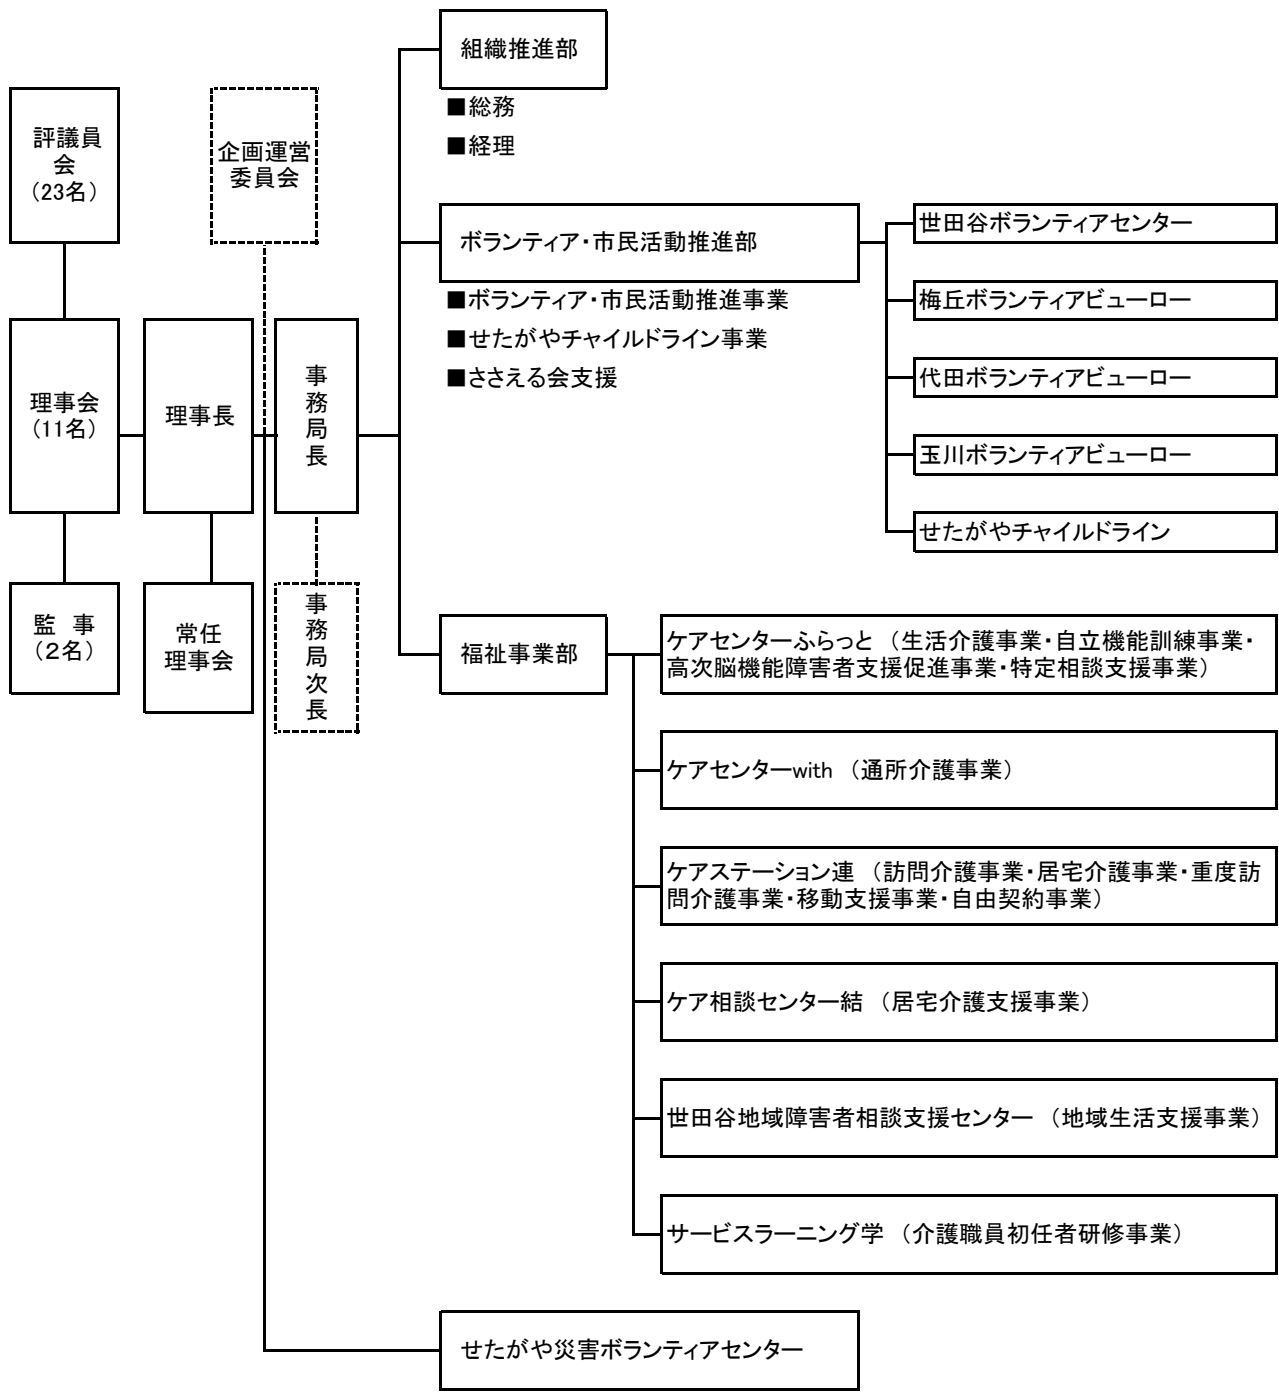 組織推進部
■総務
■経理
評議員
会
（23名）
企画運営
委員会
ボランティア・市民活動推進部
■ボランティア・市民活動推進事業
■せたがやチャイルドライン事業
■ささえる会支援
世田谷ボランティアセンター
梅丘ボランティアビューロー
代田ボランティアビューロー
玉川ボランティアビューロー
せたがやチャイルドライン
理事会
（11名）
理事長
事務局長
監　事
（２名）
常任
理事会
事務局次長
福祉事業部
ケアセンターふらっと　（生活介護事業・自立機能訓練事業・
高次脳機能障害者支援促進事業・特定相談支援事業）
ケアセンターwith　（通所介護事業）
ケアステーション連　（訪問介護事業・居宅介護事業・重度訪
問介護事業・移動支援事業・自由契約事業）
ケア相談センター結　（居宅介護支援事業）
世田谷地域障害者相談支援センター　（地域生活支援事業）
サービスラーニング学　（介護職員初任者研修事業）
せたがや災害ボランティアセンター